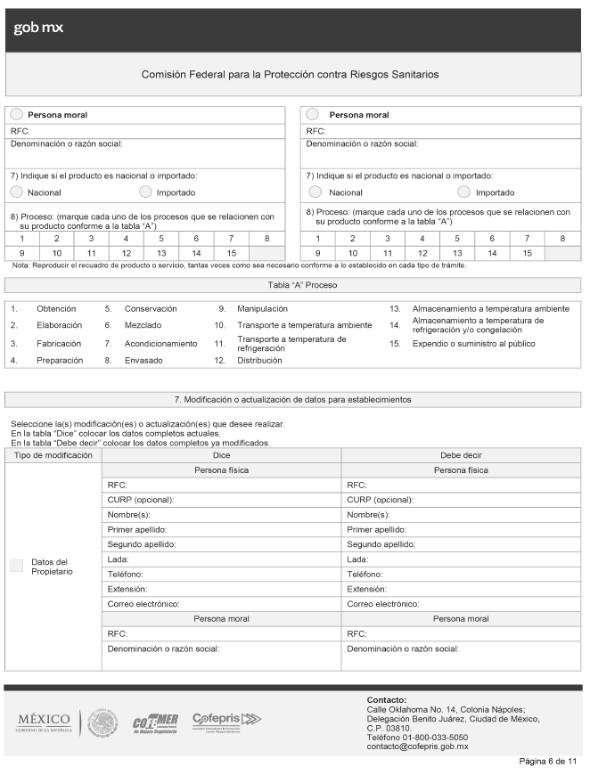 gob mx
Comisión Federal para la Protección contra Riesgos Sanitarios
Persona moral
RFC:
Denominación o razón social:
7) Indique si el producto es nacional o importado:
Nacional Importado
8) Proceso: (marque cada uno de los procesos que se relacionen con
su producto conforme a la tabla “A”)
1 2 3 4 5 6 7 8
9 10 11 12 13 14 15
Persona moral
RFC:
Denominación o razón social:
7) Indique si el producto es nacional o importado:
Nacional Importado
8) Proceso: (marque cada uno de los procesos que se relacionen con
su producto conforme a la tabla “A”)
1 2 3 4 5 6 7 8
9 10 11 12 13 14 15
Nota: Reproducir el recuadro de producto o servicio, tantas veces como sea necesario conforme a lo establecido en cada tipo de trámite.
Tabla “A” Proceso
1. Obtención
2. Elaboración
3. Fabricación
4. Preparación
5. Conservación
6. Mezclado
7. Acondicionamiento
8. Envasado
9. Manipulación
10. Transporte a temperatura ambiente
11. Transporte a temperatura de
refrigeración
12. Distribución
13. Almacenamiento a temperatura ambiente
14. Almacenamiento a temperatura de
refrigeración y/o congelación
15. Expendio o suministro al público
7. Modificación o actualización de datos para establecimientos
Seleccione la(s) modificación(es) o actualización(es) que desee realizar.
En la tabla “Dice” colocar los datos completos actuales.
En la tabla “Debe decir” colocar los datos completos ya modificados.
Tipo de modificación Dice Debe decir
Persona física Persona física
RFC: RFC:
CURP (opcional): CURP (opcional):
Nombre(s): Nombre(s):
Primer apellido: Primer apellido:
Segundo apellido: Segundo apellido:
Datos del
Propietario
Lada: Lada:
Teléfono: Teléfono:
Extensión: Extensión:
Correo electrónico: Correo electrónico:
Persona moral Persona moral
RFC: RFC:
Denominación o razón social: Denominación o razón social:
MÉXICO
GOBIERNO DE LA REPÚBLICA
COFEMER
Cofepris
Contacto:
Calle Oklahoma No. 14, Colonia Nápoles;
Delegación Benito Juárez, Ciudad de México,
C.P. 03810.
Teléfono 01-800-033-5050
contacto@cofepris.gob.mx
Página 6 de 11